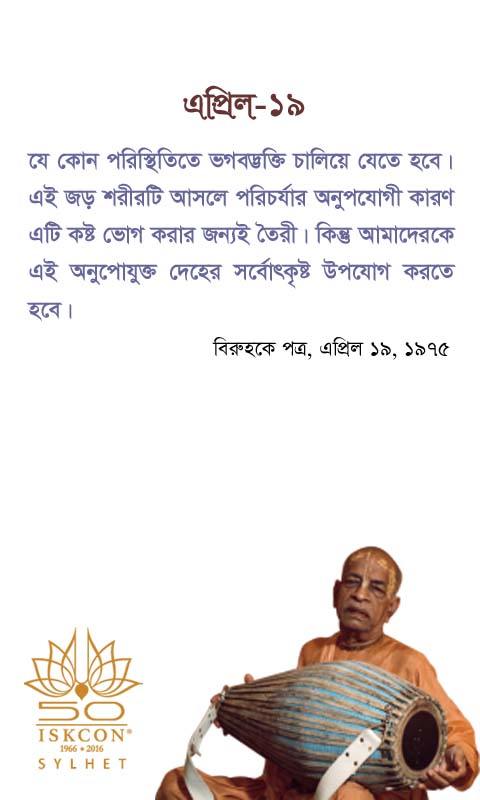 এপ্রিল-১৯
যে কোন পরিস্থিতিতে ভগবদ্ভক্তি চালিয়ে যেতে হবে।
এই জড় শরীরটি আসলে পরিচর্যার অনুপযোগী কারণ
এটি কষ্ট ভোগ করার জন্যই তৈরী। কিন্তু আমাদেরকে
এই অনুপোযুক্ত দেহের সর্বোৎকৃষ্ট উপযোগ করতে
হবে।
বিরুহকে পত্র, এপ্রিল ১৯, ১৯৭৫
50
ISKCON®
1966 • 2016
SYLHET